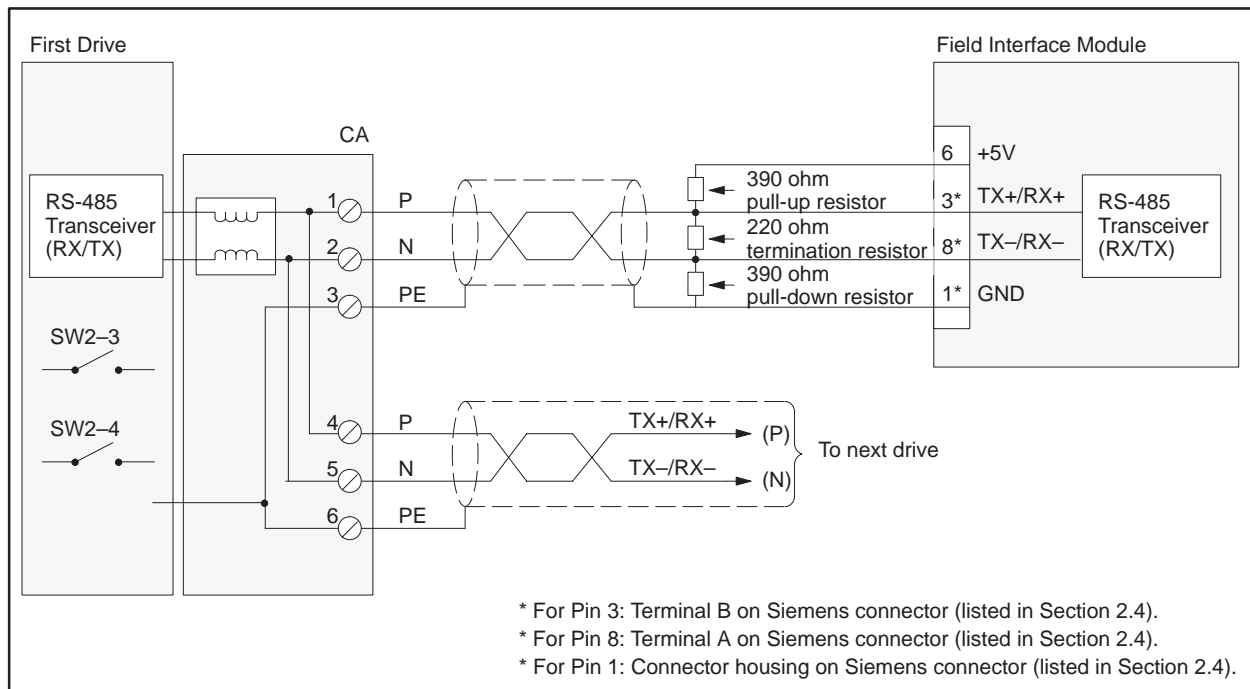 First Drive
Field Interface Module
CA
RS-485
Transceiver
(RX/TX)
1
P
2
N
3
PE
390 ohm
pull-up resistor
220 ohm
termination resistor
390 ohm
pull-down resistor
6
+5V
3*
TX+/RX+
8*
TX–/RX–
1*
GND
RS-485
Transceiver
(RX/TX)
SW2–3
SW2–4
4
P
5
N
6
PE
TX+/RX+
(P)
TX–/RX–
(N)
To next drive
* For Pin 3: Terminal B on Siemens connector (listed in Section 2.4).
* For Pin 8: Terminal A on Siemens connector (listed in Section 2.4).
* For Pin 1: Connector housing on Siemens connector (listed in Section 2.4).